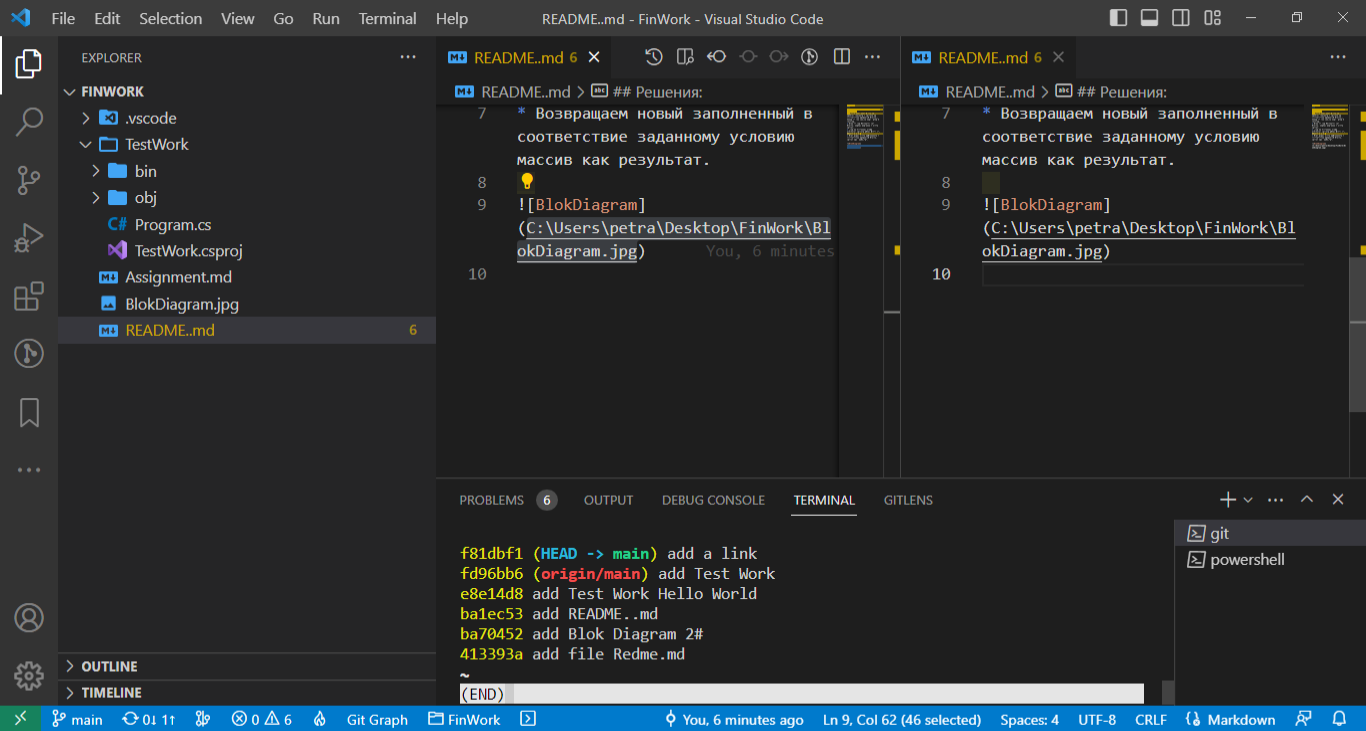 File Edit Selection View Go Run Terminal Help README..md - FinWork - Visual Studio Code
EXPLORER
FINWORK
.vscode
TestWork
bin
obj
C# Program.cs
TestWork.csproj
Assignment.md
BlokDiagram.jpg
README..md 6
OUTLINE
TIMELINE
README..md 6
README..md > ## Решения:
7 * Возвращаем новый заполненный в
соответствие заданному условию
массив как результат.
8
9 ![BlokDiagram]
(C:\Users\petra\Desktop\FinWork\Bl
okDiagram.jpg) You, 6 minutes
10
README..md 6
README..md > ## Решения:
7 * Возвращаем новый заполненный в
соответствие заданному условию
массив как результат.
8
9 ![BlokDiagram]
(C:\Users\petra\Desktop\FinWork\Bl
okDiagram.jpg)
10
PROBLEMS 6 OUTPUT DEBUG CONSOLE TERMINAL GITLENS
f81dbf1 (HEAD -> main) add a link
fd96bb6 (origin/main) add Test Work
e8e14d8 add Test Work Hello World
ba1ec53 add README..md
ba70452 add Blok Diagram 2#
413393a add file Redme.md
~
(END)
git
powershell
main 0↓ 1↑ 0 6 Git Graph FinWork You, 6 minutes ago Ln 9, Col 62 (46 selected) Spaces: 4 UTF-8 CRLF Markdown